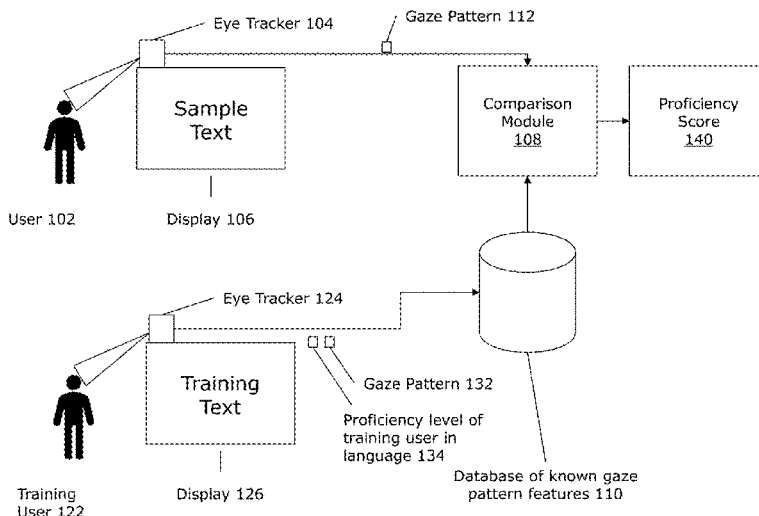 Gaze Pattern 112
Eye Tracker 104
Sample
Text
Comparison
Module
108
Proficiency
Score
140
User 102
Display 106
Eye Tracker 124
Training
Text
Gaze Pattern 132
Proficiency level of
training user in
language 134
Database of known gaze
pattern features 110
Training
User 122
Display 126